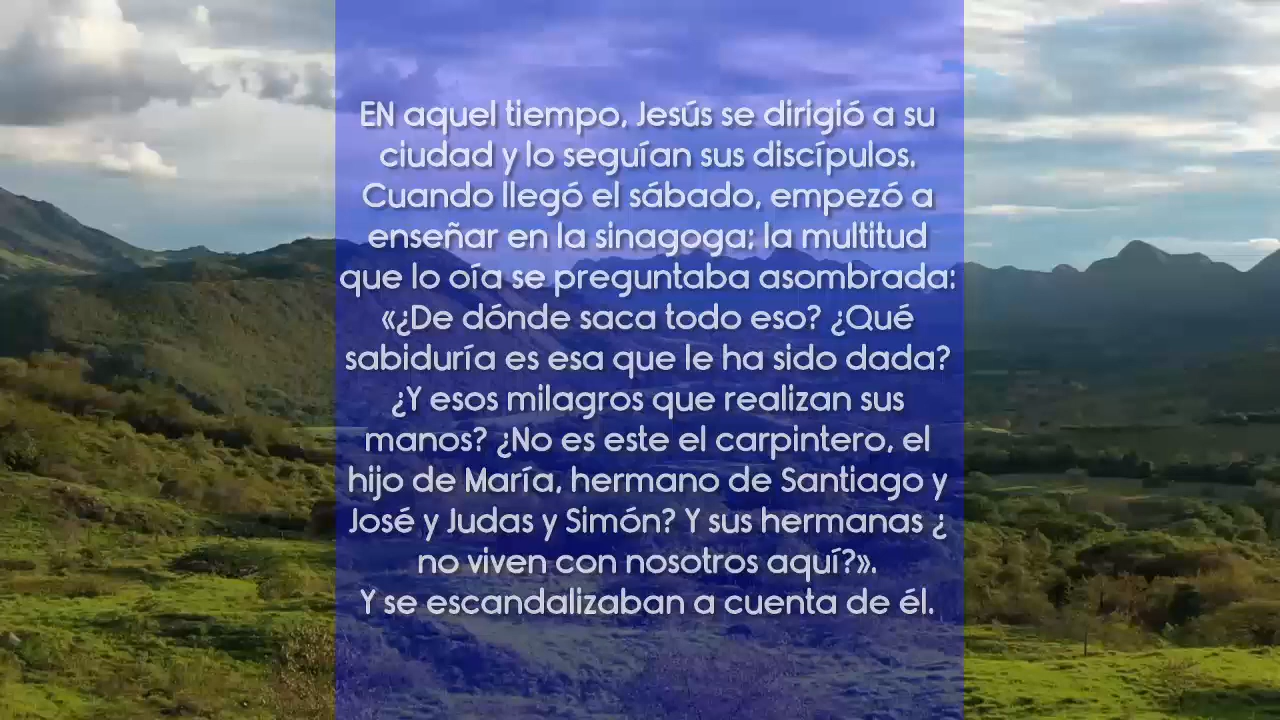 EN aquel tiempo, Jesús se dirigió a su
ciudad y lo seguían sus discípulos.
Cuando llegó el sábado, empezó a
enseñar en la sinagoga; la multitud
que lo oía se preguntaba asombrada:
«¿De dónde saca todo eso? ¿Qué
sabiduría es esa que le ha sido dada?
¿Y esos milagros que realizan sus
manos? ¿No es este el carpintero, el
hijo de María, hermano de Santiago y
José y Judas y Simón? Y sus hermanas ¿
no viven con nosotros aquí?».
Y se escandalizaban a cuenta de él.